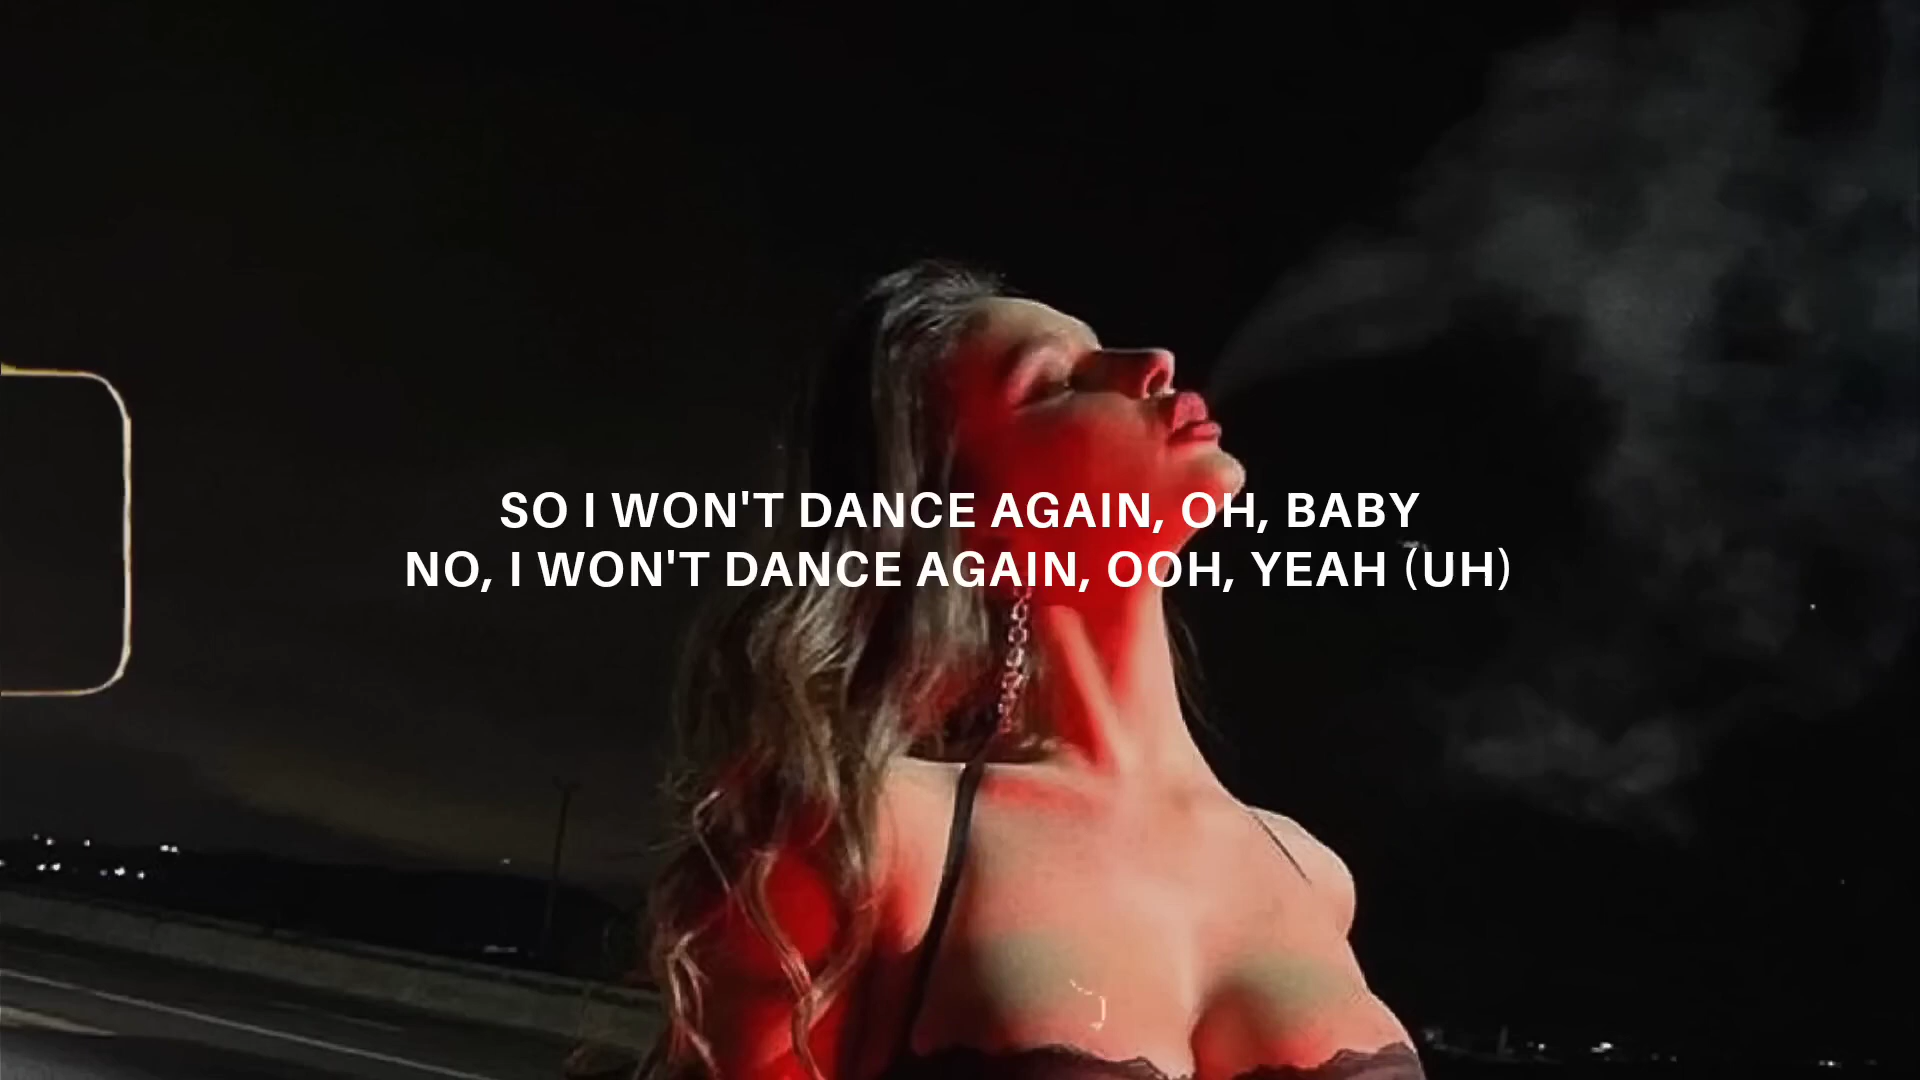 SO I WON'T DANCE AGAIN, OH, BABY
NO, I WON'T DANCE AGAIN, OOH, YEAH (UH)